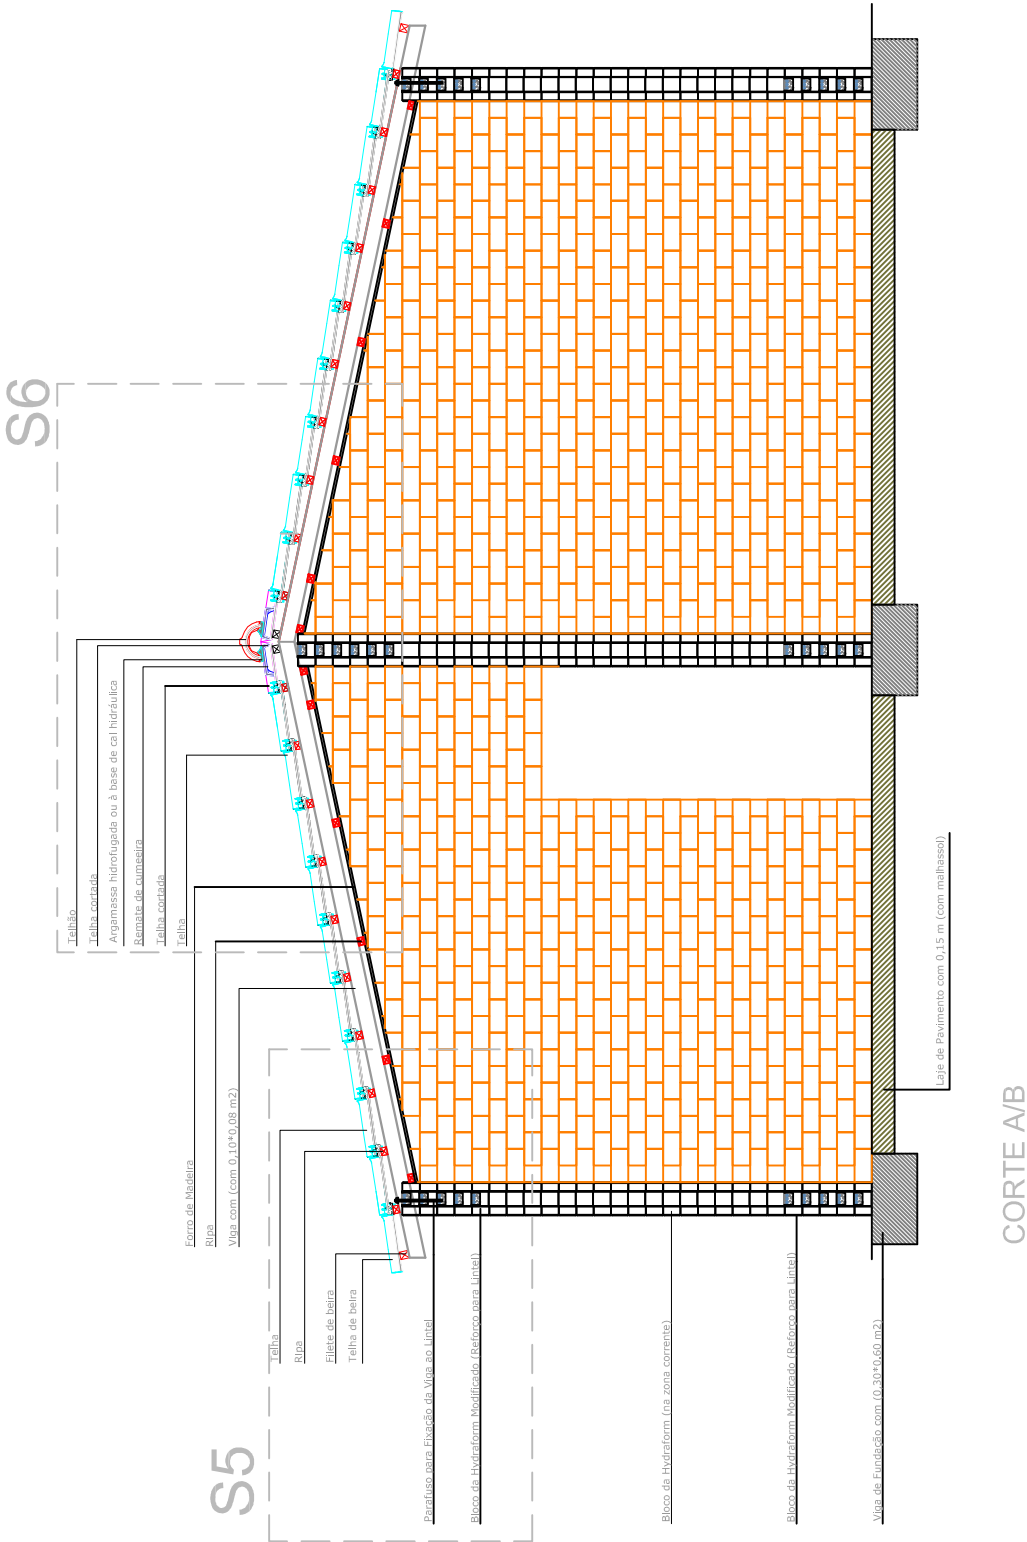 S6
Telhão
Telha cortada
Argamassa hidrofugada ou à base de cal hidráulica
Remate de cumeeira
Telha cortada
Telha
Forro de Madeira
Ripa
Viga com (com 0,10*0,08 m2)
Telha
Ripa
Filete de beira
Telha de beira
S5
Parafuso para Fixação da Viga ao Lintel
Bloco da Hydraform Modificado (Reforço para Lintel)
Bloco da Hydraform (na zona corrente)
Bloco da Hydraform Modificado (Reforço para Lintel)
Viga de Fundação com (0,30*0,60 m2)
Laje de Pavimento com 0,15 m (com malhassol)
CORTE A/B